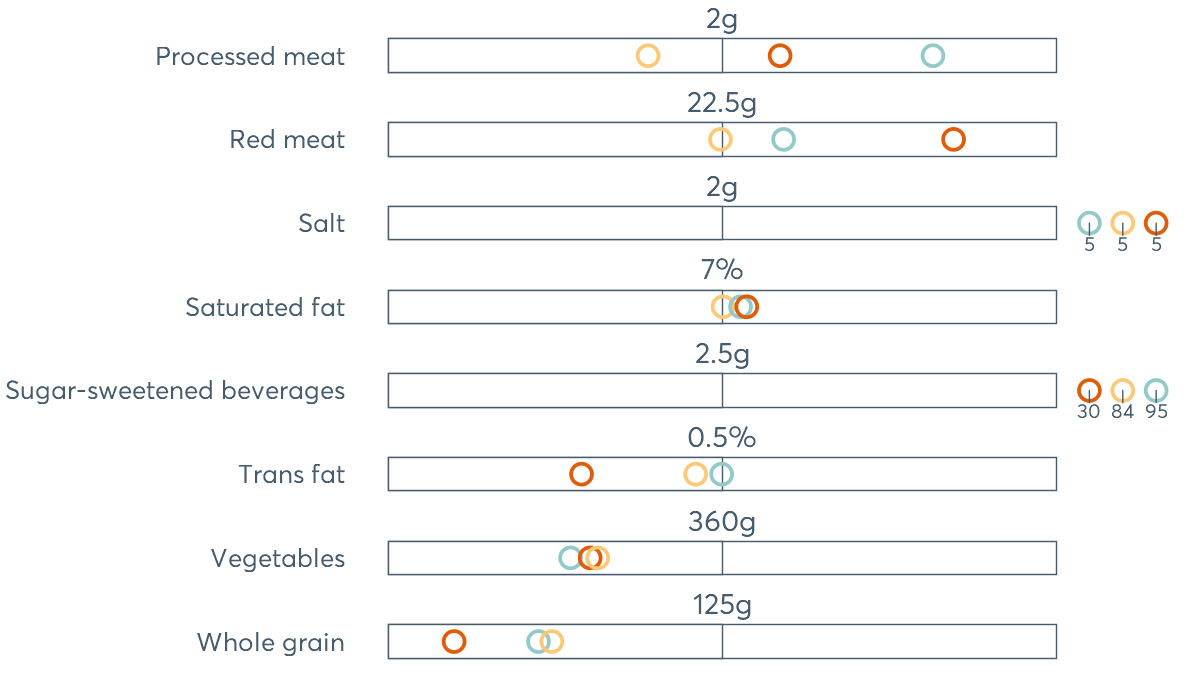 2g
Processed meat
22.5g
Red meat
2g
Salt
5 5 5
7%
Saturated fat
2.5g
Sugar-sweetened beverages
30 84 95
0.5%
Trans fat
360g
Vegetables
125g
Whole grain